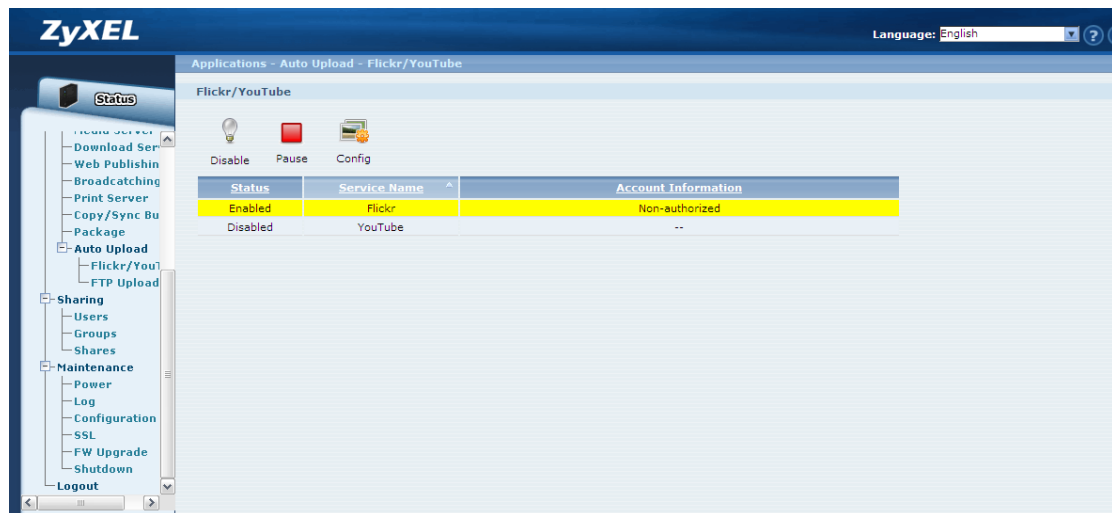 ZyXEL
Language: English
Applications - Auto Upload - Flickr/YouTube
Status
Flickr/YouTube
Disable Pause Config
Status Service Name Account Information
Enabled Flickr Non-authorized
Disabled YouTube --
Media Server
Download Ser
Web Publishin
Broadcatching
Print Server
Copy/Sync Bu
Package
Auto Upload
Flickr/YouT
FTP Upload
Sharing
Users
Groups
Shares
Maintenance
Power
Log
Configuration
SSL
FW Upgrade
Shutdown
Logout